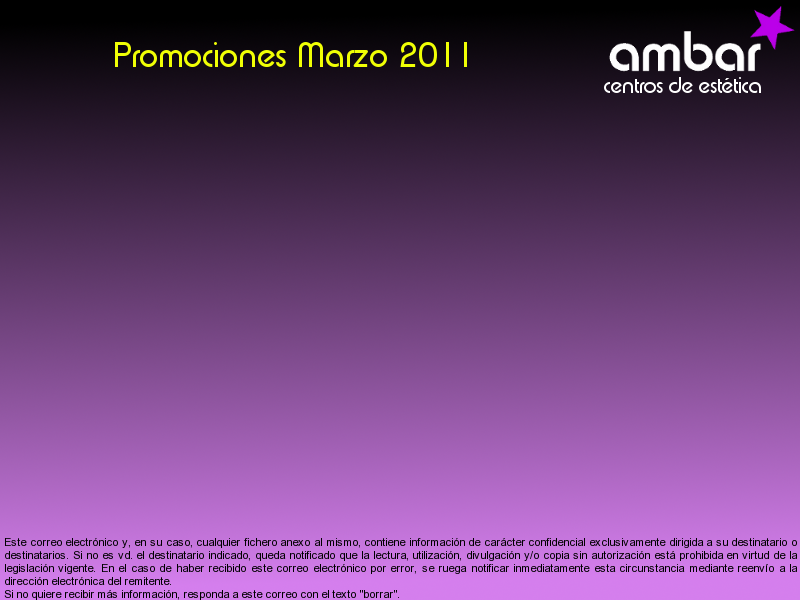 Promociones Marzo 2011
ambar
centros de estética
Este correo electrónico y, en su caso, cualquier fichero anexo al mismo, contiene información de carácter confidencial exclusivamente dirigida a su destinatario o
destinatarios. Si no es vd. el destinatario indicado, queda notificado que la lectura, utilización, divulgación y/o copia sin autorización está prohibida en virtud de la
legislación vigente. En el caso de haber recibido este correo electrónico por error, se ruega notificar inmediatamente esta circunstancia mediante reenvío a la
dirección electrónica del remitente.
Si no quiere recibir más información, responda a este correo con el texto "borrar".